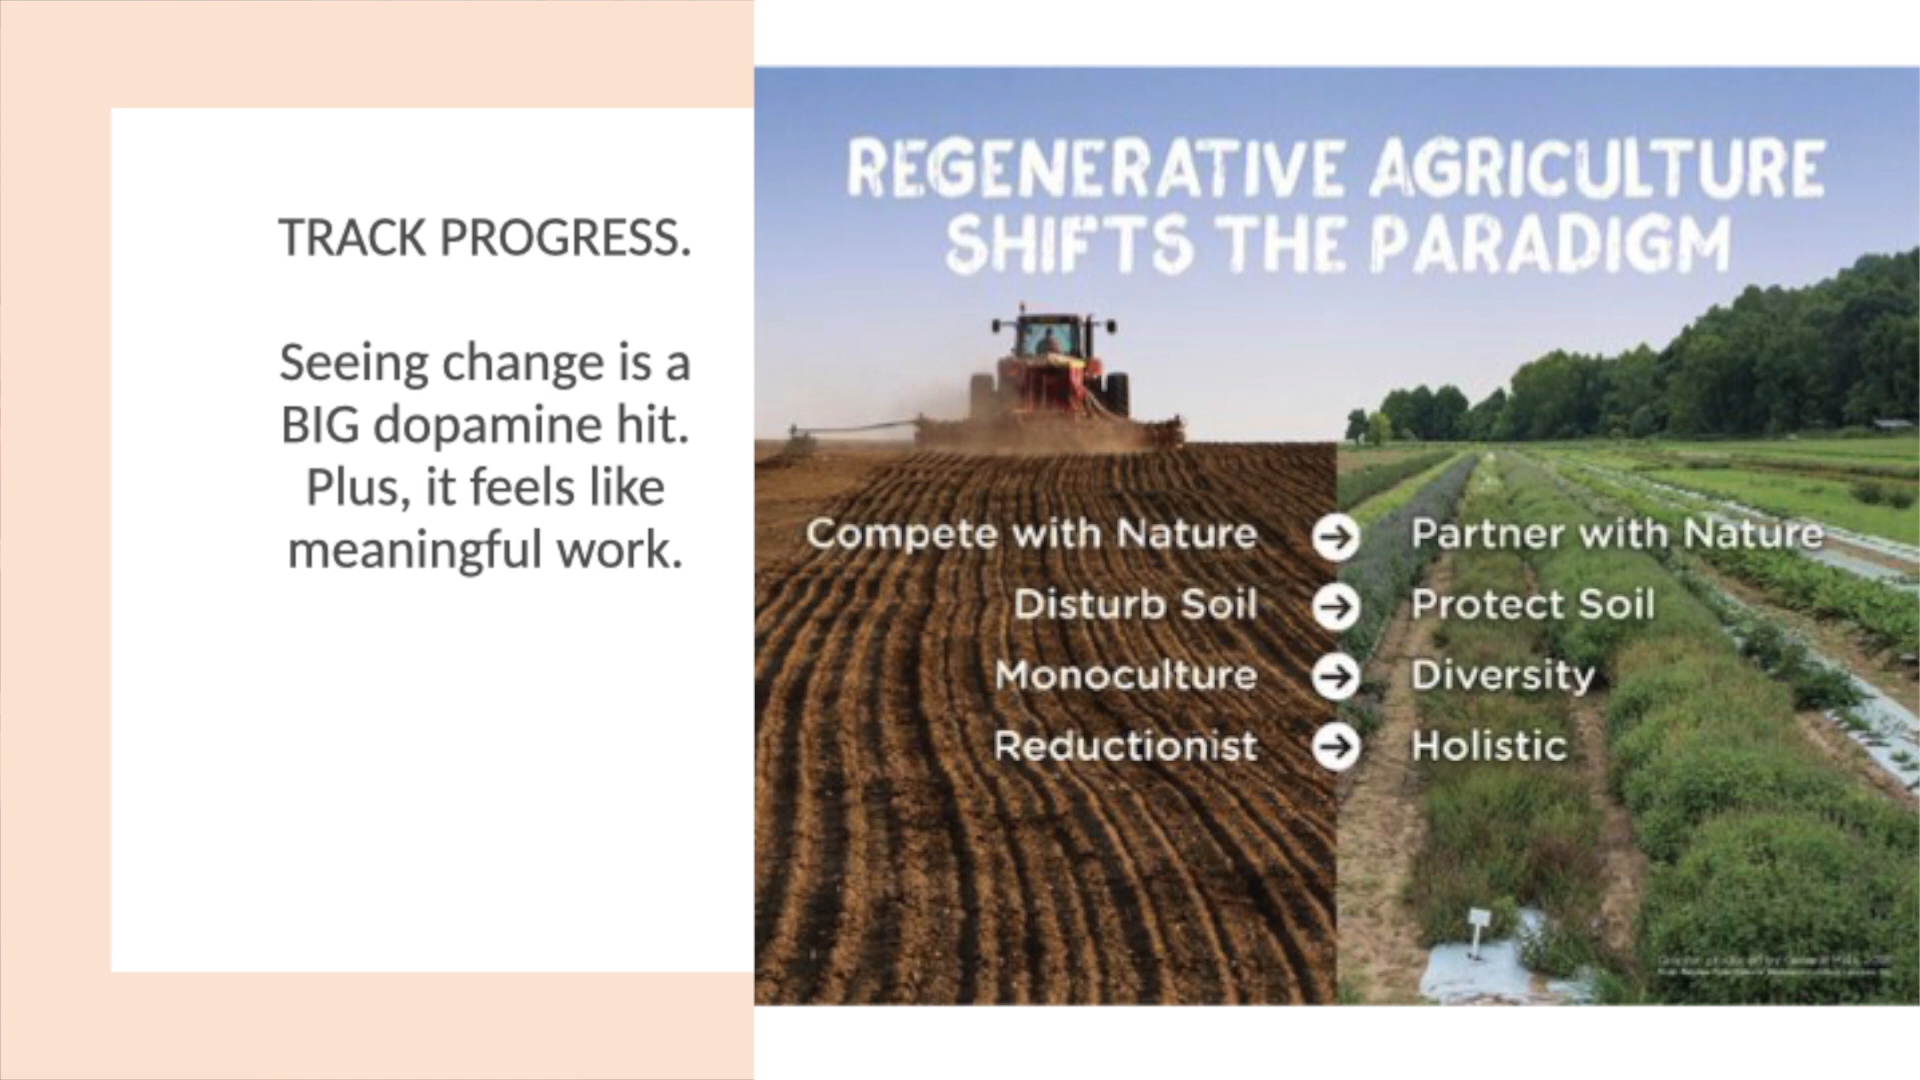 TRACK PROGRESS.
Seeing change is a
BIG dopamine hit.
Plus, it feels like
meaningful work.
REGENERATIVE AGRICULTURE
SHIFTS THE PARADIGM
Compete with Nature → Partner with Nature
Disturb Soil → Protect Soil
Monoculture → Diversity
Reductionist → Holistic